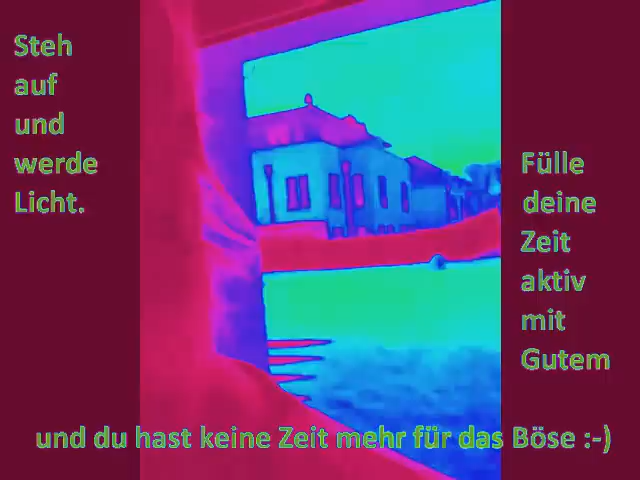 Steh
auf
und
werde
Licht.
Fülle
deine
Zeit
aktiv
mit
Gutem
und du hast keine Zeit mehr für das Böse :-)